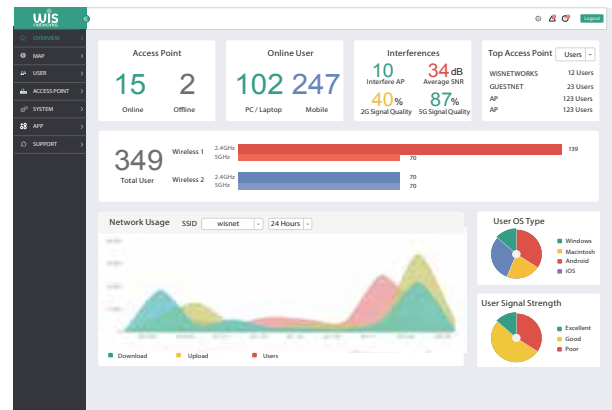 wis
networks
Logout
OVERVIEW
MAP
USER
ACCESS POINT
SYSTEM
APP
SUPPORT
Access Point
15 2
Online Offline
Online User
102 247
PC / Laptop Mobile
Interferences
10 34 dB
Interfere AP Average SNR
40% 87%
2G Signal Quality 5G Signal Quality
Top Access Point Users
WISNETWORKS 12 Users
GUESTNET 23 Users
AP 123 Users
AP 123 Users
349
Total User
Wireless 1 2.4GHz 139
5GHz 70
Wireless 2 2.4GHz 70
5GHz 70
Network Usage SSID wisnet 24 Hours
Download Upload Users
User OS Type
Windows
Macintosh
Android
iOS
User Signal Strength
Excellent
Good
Poor